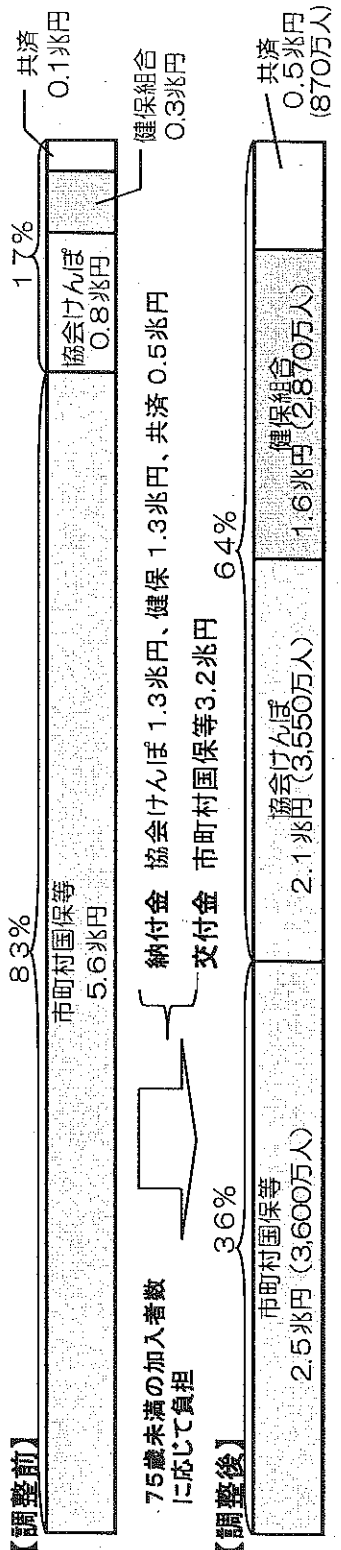 【調整前】
83%
17%
市町村国保等
5.6兆円
協会けんぽ
0.8兆円
健保組合
0.3兆円
共済
0.1兆円
75歳未満の加入者数
に応じて負担
納付金 協会けんぽ 1.3兆円、健保 1.3兆円、共済 0.5兆円
交付金 市町村国保等3.2兆円
【調整後】
36%
64%
市町村国保等
2.5兆円(3,600万人)
協会けんぽ
2.1兆円(3,550万人)
健保組合
1.6兆円(2,870万人)
共済
0.5兆円
(870万人)